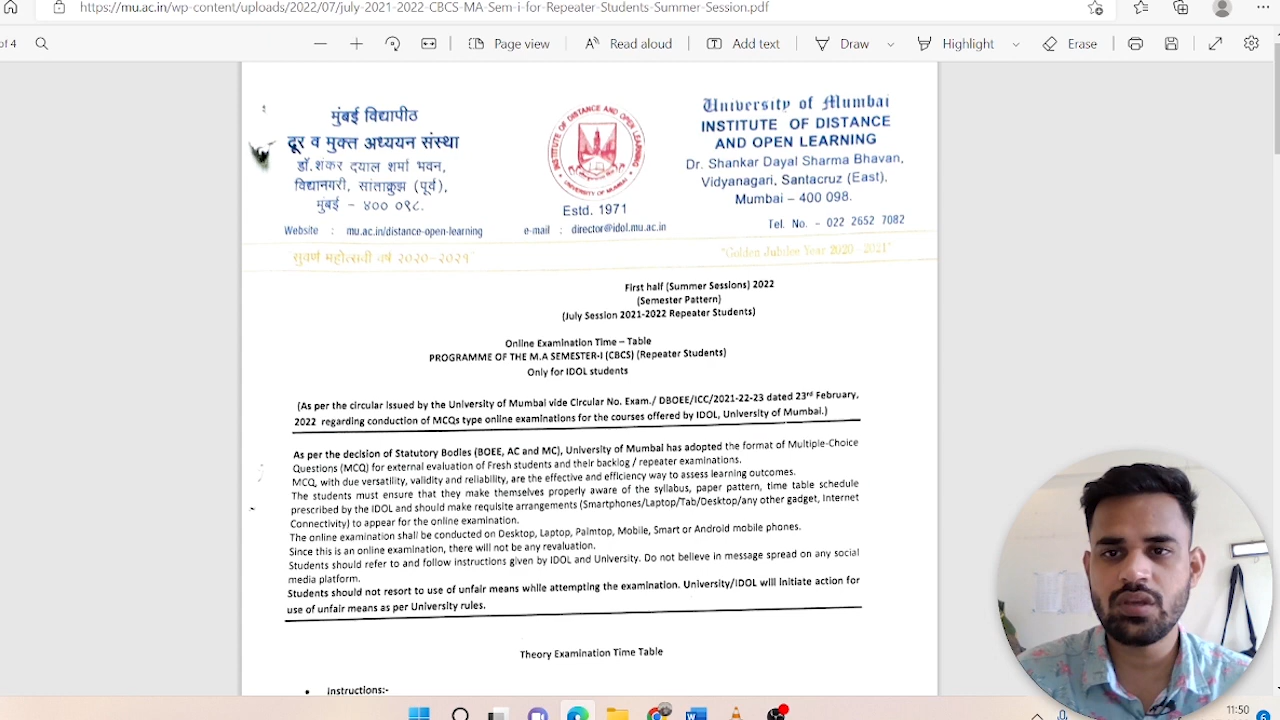 https://mu.ac.in/wp-content/uploads/2022/07/july-2021-2022-CBCS-MA-Sem-i-for-Repeater-Students-Summer-Session.pdf
of 4
Page view
Read aloud
Add text
Draw
Highlight
Erase
मुंबई विद्यापीठ
दूर व मुक्त अध्ययन संस्था
डॉ.शंकर दयाल शर्मा भवन,
विद्यानगरी, सांताक्रुझ (पूर्व),
मुंबई - ४०० ०९८.
INSTITUTE OF DISTANCE AND OPEN LEARNING
UNIVERSITY OF MUMBAI
Estd. 1971
University of Mumbai
INSTITUTE OF DISTANCE
AND OPEN LEARNING
Dr. Shankar Dayal Sharma Bhavan,
Vidyanagari, Santacruz (East),
Mumbai – 400 098.
Website : mu.ac.in/distance-open-learning
e-mail : director@idol.mu.ac.in
Tel. No. - 022 2652 7082
सुवर्ण महोत्सवी वर्ष २०२०-२०२१"
"Golden Jubilee Year 2020-2021"
First half (Summer Sessions) 2022
(Semester Pattern)
(July Session 2021-2022 Repeater Students)
Online Examination Time – Table
PROGRAMME OF THE M.A SEMESTER-I (CBCS) (Repeater Students)
Only for IDOL students
(As per the circular issued by the University of Mumbai vide Circular No. Exam./ DBOEE/ICC/2021-22-23 dated 23rd February,
2022 regarding conduction of MCQs type online examinations for the courses offered by IDOL, University of Mumbai.)
As per the decision of Statutory Bodies (BOEE, AC and MC), University of Mumbai has adopted the format of Multiple-Choice
Questions (MCQ) for external evaluation of Fresh students and their backlog / repeater examinations.
MCQ, with due versatility, validity and reliability, are the effective and efficiency way to assess learning outcomes.
The students must ensure that they make themselves properly aware of the syllabus, paper pattern, time table schedule
prescribed by the IDOL and should make requisite arrangements (Smartphones/Laptop/Tab/Desktop/any other gadget, Internet
Connectivity) to appear for the online examination.
The online examination shall be conducted on Desktop, Laptop, Palmtop, Mobile, Smart or Android mobile phones.
Since this is an online examination, there will not be any revaluation.
Students should refer to and follow instructions given by IDOL and University. Do not believe in message spread on any social
media platform.
Students should not resort to use of unfair means while attempting the examination. University/IDOL will initiate action for
use of unfair means as per University rules.
Theory Examination Time Table
• Instructions:-
11:50